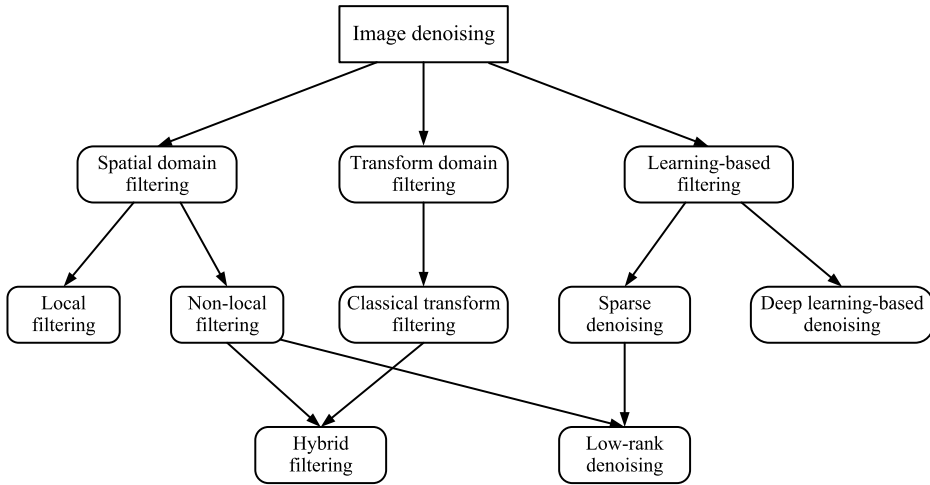 Image denoising
Spatial domain
filtering
Transform domain
filtering
Learning-based
filtering
Local
filtering
Non-local
filtering
Classical transform
filtering
Sparse
denoising
Deep learning-based
denoising
Hybrid
filtering
Low-rank
denoising